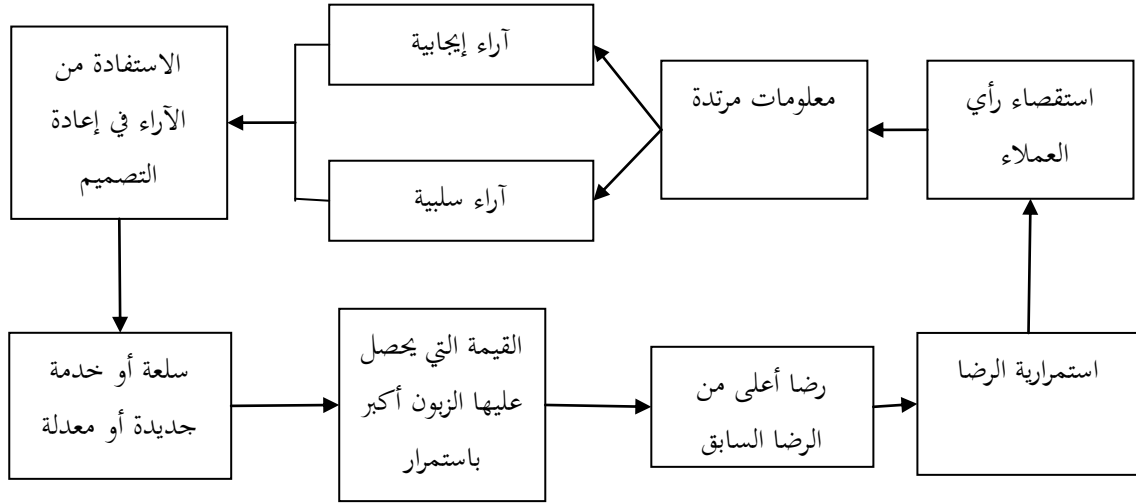 استقصاء رأي
العملاء
معلومات مرتدة
آراء إيجابية
آراء سلبية
الاستفادة من
الآراء في إعادة
التصميم
سلعة أو خدمة
جديدة أو معدلة
القيمة التي يحصل
عليها الزبون أكبر
باستمرار
رضا أعلى من
الرضا السابق
استمرارية الرضا